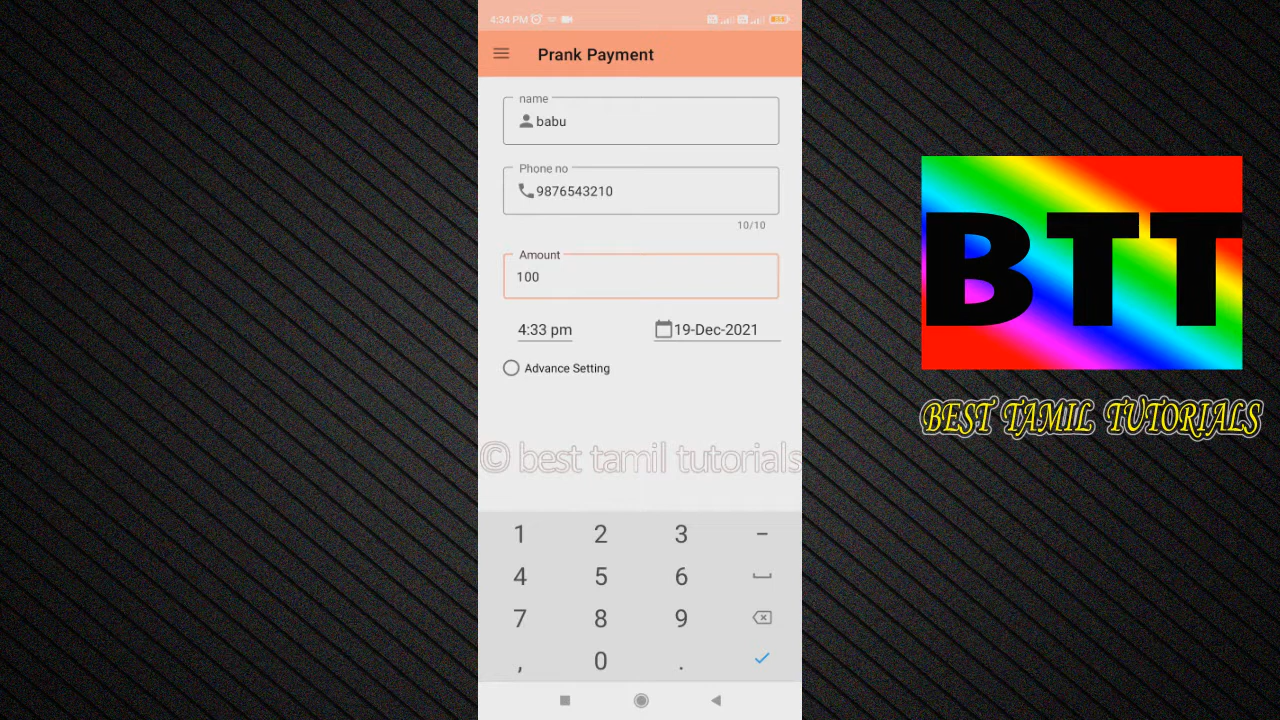 4:34 PM
Prank Payment
name
babu
Phone no
9876543210
10/10
Amount
100
4:33 pm
19-Dec-2021
Advance Setting
© best tamil tutorials
1 2 3 -
4 5 6
7 8 9
, 0 .
BTT
BEST TAMIL TUTORIALS